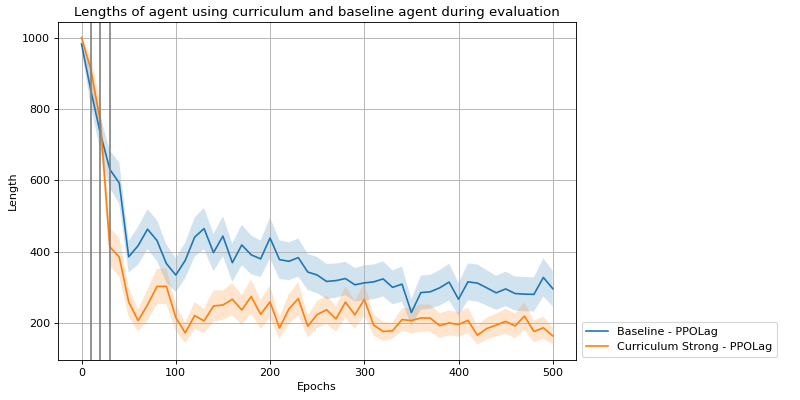 Lengths of agent using curriculum and baseline agent during evaluation
Length
1000
800
600
400
200
0
100
200
300
400
500
Epochs
Baseline - PPOLag
Curriculum Strong - PPOLag